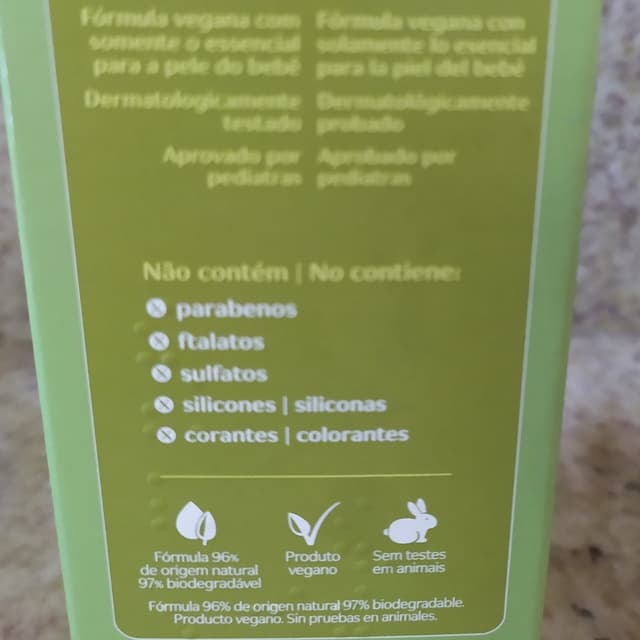 Fórmula vegana com
somente o essencial
para a pele do bebê
Fórmula vegana con
solamente lo esencial
para la piel del bebé
Dermatologicamente
testado
Dermatológicamente
probado
Aprovado por
pediatras
Aprobado por
pediatras
Não contém | No contiene:
parabenos
ftalatos
sulfatos
silicones | siliconas
corantes | colorantes
Fórmula 96%
de origem natural
97% biodegradável
Produto
vegano
Sem testes
em animais
Fórmula 96% de origen natural 97% biodegradable.
Producto vegano. Sin pruebas en animales.